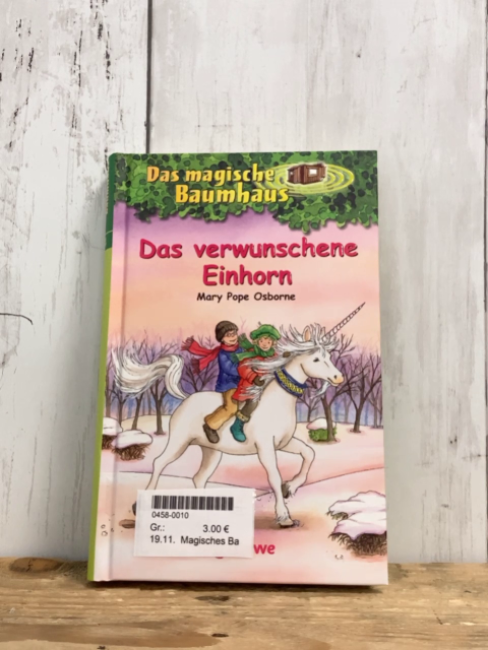 Das magische
Baumhaus
Das verwunschene
Einhorn
Mary Pope Osborne
0458-0010
Gr.: 3.00 €
19.11. Magisches Ba
we